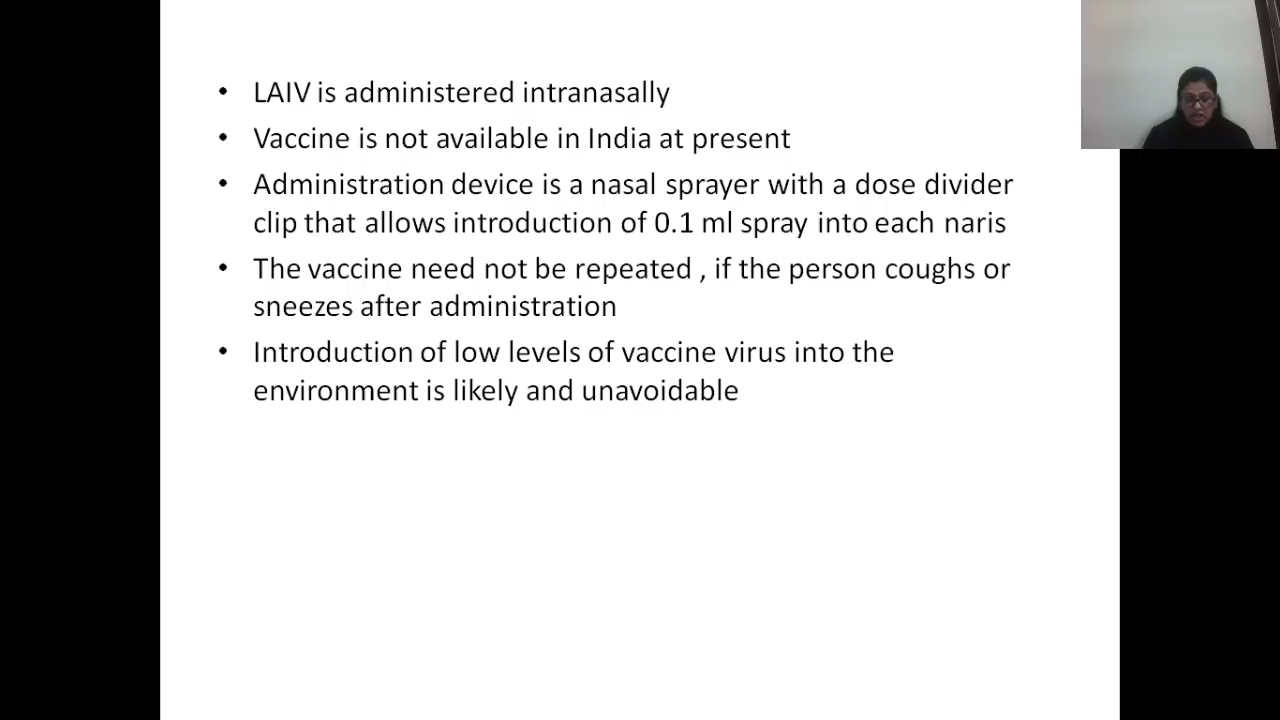 • LAIV is administered intranasally
• Vaccine is not available in India at present
• Administration device is a nasal sprayer with a dose divider
clip that allows introduction of 0.1 ml spray into each naris
• The vaccine need not be repeated , if the person coughs or
sneezes after administration
• Introduction of low levels of vaccine virus into the
environment is likely and unavoidable